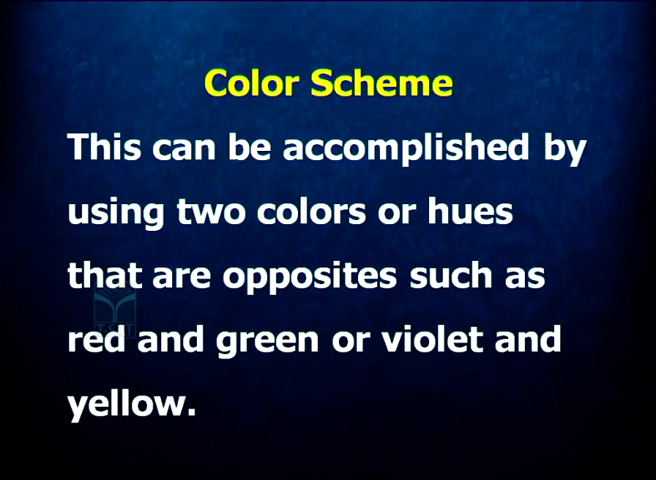 Color Scheme
This can be accomplished by
using two colors or hues
that are opposites such as
red and green or violet and
yellow.